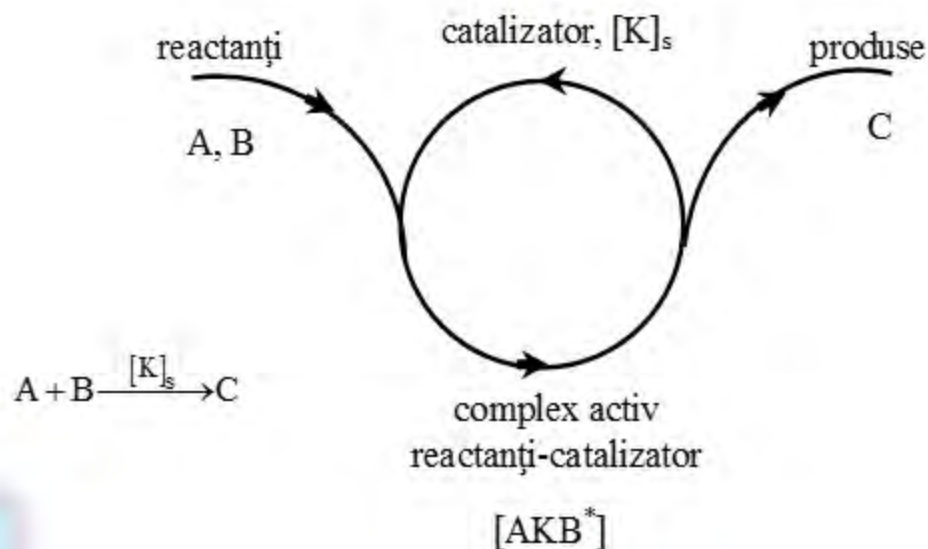 reactanți
A, B
catalizator, [K]ₛ
produse
C
A + B [K]ₛ → C
complex activ
reactanți-catalizator
[AKB*]